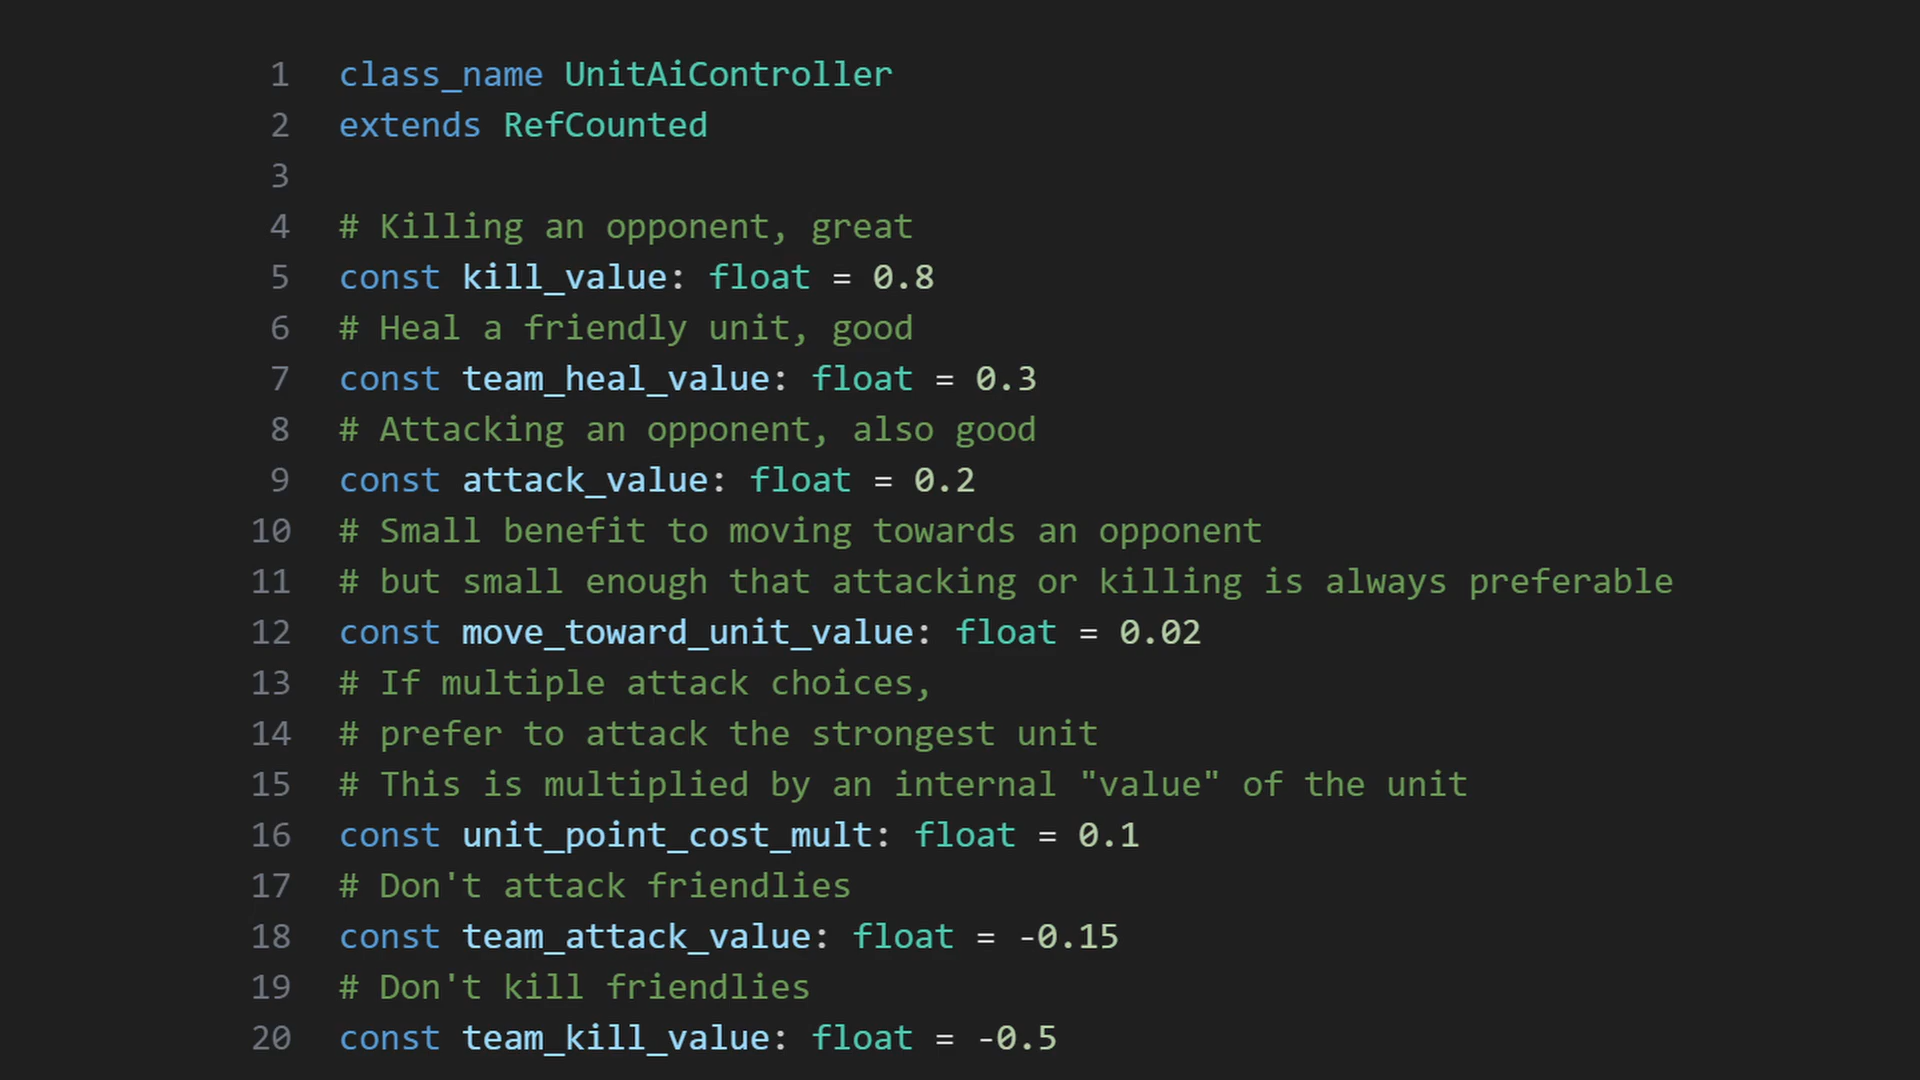 1 class_name UnitAiController
2 extends RefCounted
3
4 # Killing an opponent, great
5 const kill_value: float = 0.8
6 # Heal a friendly unit, good
7 const team_heal_value: float = 0.3
8 # Attacking an opponent, also good
9 const attack_value: float = 0.2
10 # Small benefit to moving towards an opponent
11 # but small enough that attacking or killing is always preferable
12 const move_toward_unit_value: float = 0.02
13 # If multiple attack choices,
14 # prefer to attack the strongest unit
15 # This is multiplied by an internal "value" of the unit
16 const unit_point_cost_mult: float = 0.1
17 # Don't attack friendlies
18 const team_attack_value: float = -0.15
19 # Don't kill friendlies
20 const team_kill_value: float = -0.5